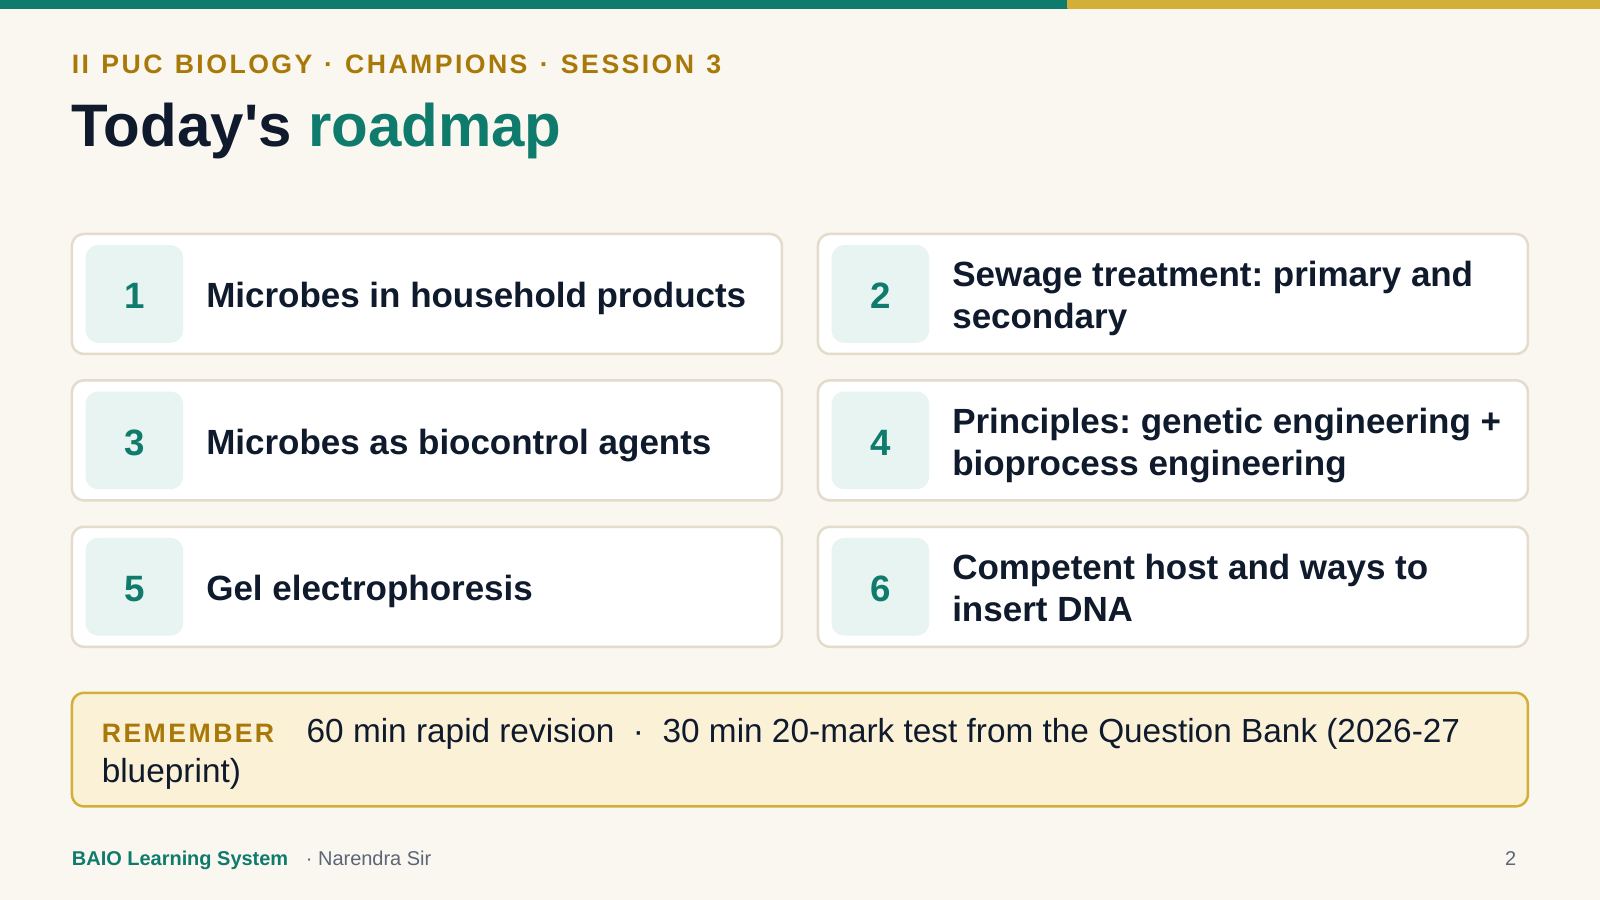 II PUC BIOLOGY · CHAMPIONS · SESSION 3
Today's roadmap
1
Microbes in household products
2
Sewage treatment: primary and
secondary
3
Microbes as biocontrol agents
4
Principles: genetic engineering +
bioprocess engineering
5
Gel electrophoresis
6
Competent host and ways to
insert DNA
REMEMBER 60 min rapid revision · 30 min 20-mark test from the Question Bank (2026-27
blueprint)
BAIO Learning System · Narendra Sir
2